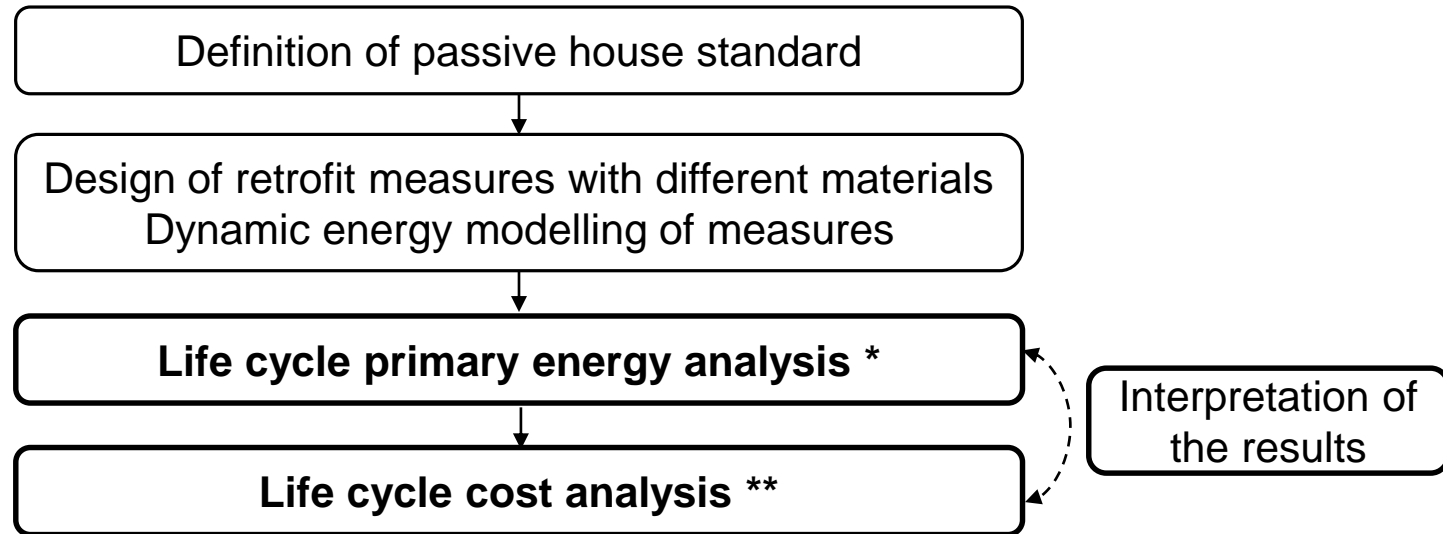 Definition of passive house standard
Design of retrofit measures with different materials
Dynamic energy modelling of measures
Life cycle primary energy analysis *
Life cycle cost analysis **
Interpretation of
the results